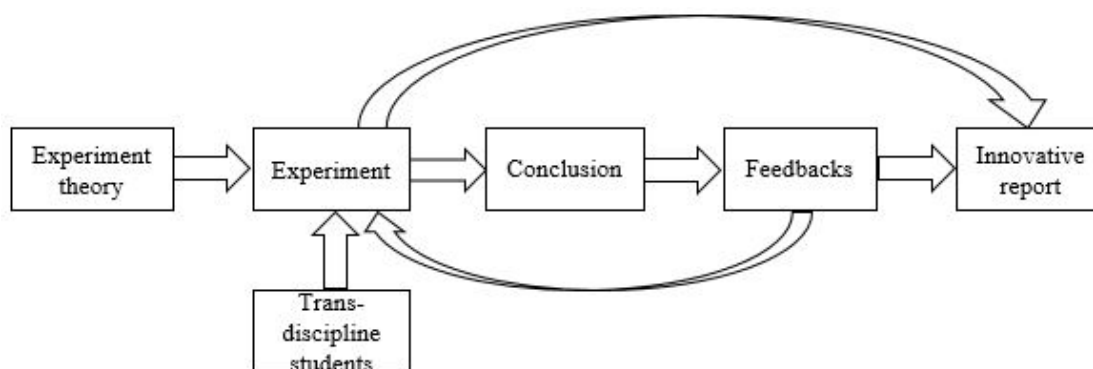 Experiment
theory
Experiment
Conclusion
Feedbacks
Innovative
report
Trans-
discipline
students